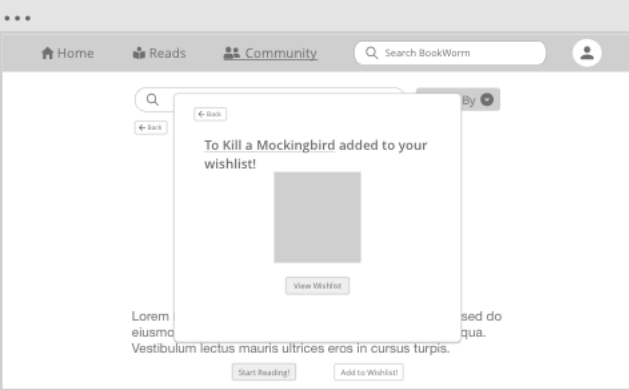 Home Reads Community Search BookWorm
By
Back
Back
To Kill a Mockingbird added to your
wishlist!
View Wishlist
Lorem sed do
eiusmo qua.
Vestibulum lectus mauris ultrices eros in cursus turpis.
Start Reading! Add to Wishlist!